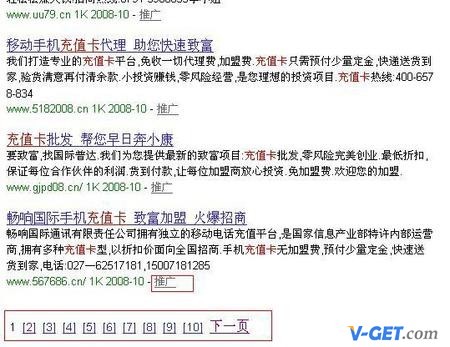 www.uu79.cn 1K 2008-10 - 推广
移动手机充值卡代理 助您快速致富
我们打造专业的充值卡平台,免收一切代理费,加盟费.充值卡只需预付少量定金,快递送货到
家,验货满意再付清余款.小投资赚钱,零风险经营,是您理想的投资项目.充值卡热线:400-657
8-834
www.5182008.cn 1K 2008-10 - 推广
充值卡批发 帮您早日奔小康
要致富,找国际普达.我们为您提供最新的致富项目:充值卡批发,零风险完美创业.最低折扣,
保证每位合作伙伴的利润.货到付款,让每位加盟商放心投资.免加盟费.欢迎您的加盟.
www.gjpd08.cn/ 1K 2008-10 - 推广
畅响国际手机充值卡 致富加盟 火爆招商
畅响国际通讯有限责任公司拥有独立的移动电话充值平台,是国家信息产业部特许内部运营
商,拥有多种充值卡型,以折扣价面向全国招商.手机充值卡无加盟费,预付少量定金,快速送
货到家,电话:027—62517181,15007181285
www.567686.cn/ 1K 2008-10 - 推广
1 [2] [3] [4] [5] [6] [7] [8] [9] [10] 下一页
V-GET.com